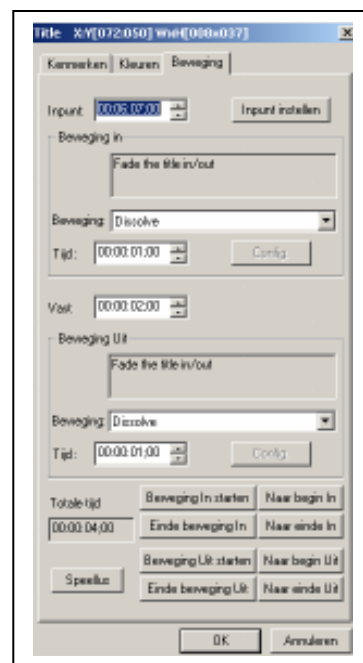 Title X:Y[072:050] WxH[008x037]
Kenmerken Kleuren Beweging
Inpunt: 00:00:07;00 Inpunt instellen
Beweging in
Fade the title in/out
Beweging: Dissolve
Tijd: 00:00:01;00 Config
Vast: 00:00:02;00
Beweging Uit
Fade the title in/out
Beweging: Dissolve
Tijd: 00:00:01;00 Config
Totale tijd
00:00:04;00
Beweging In starten Naar begin In
Einde beweging In Naar einde In
Beweging Uit starten Naar begin Uit
Speellus
Einde beweging Uit Naar einde Uit
OK Annuleren